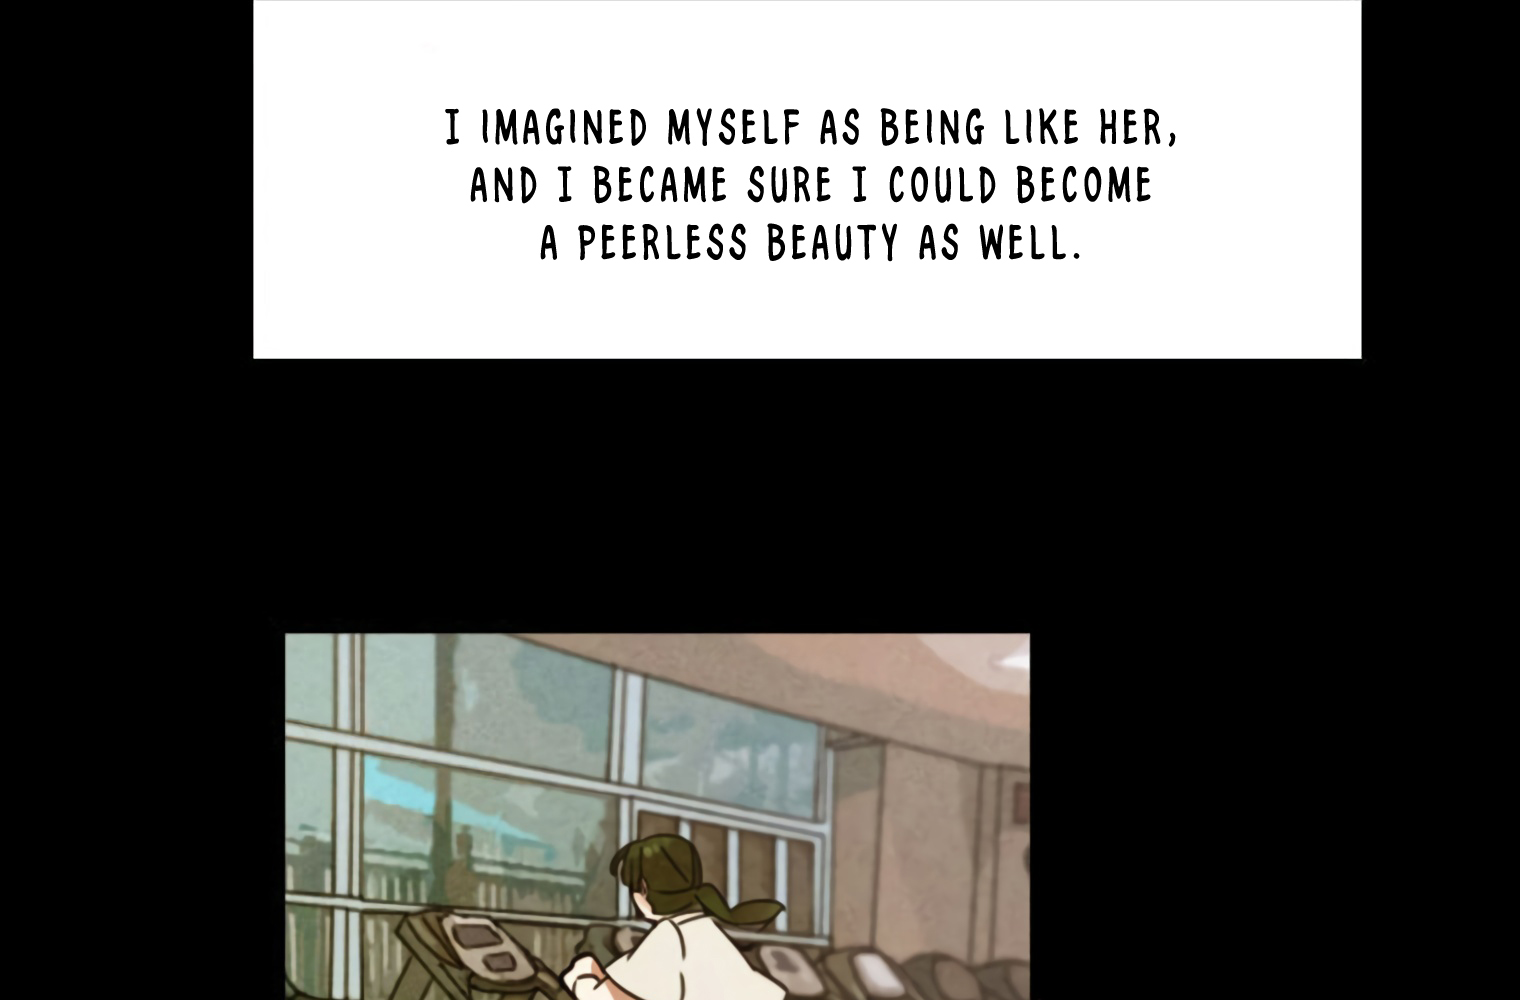 I IMAGINED MYSELF AS BEING LIKE HER,
AND I BECAME SURE I COULD BECOME
A PEERLESS BEAUTY AS WELL.